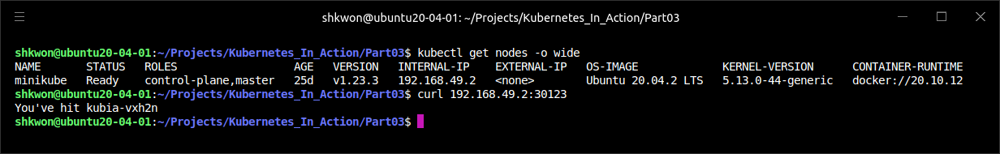 shkwon@ubuntu20-04-01: ~/Projects/Kubernetes_In_Action/Part03
shkwon@ubuntu20-04-01:~/Projects/Kubernetes_In_Action/Part03$ kubectl get nodes -o wide
NAME       STATUS   ROLES                  AGE   VERSION   INTERNAL-IP    EXTERNAL-IP   OS-IMAGE             KERNEL-VERSION      CONTAINER-RUNTIME
minikube   Ready    control-plane,master   25d   v1.23.3   192.168.49.2   <none>        Ubuntu 20.04.2 LTS   5.13.0-44-generic   docker://20.10.12
shkwon@ubuntu20-04-01:~/Projects/Kubernetes_In_Action/Part03$ curl 192.168.49.2:30123
You've hit kubia-vxh2n
shkwon@ubuntu20-04-01:~/Projects/Kubernetes_In_Action/Part03$